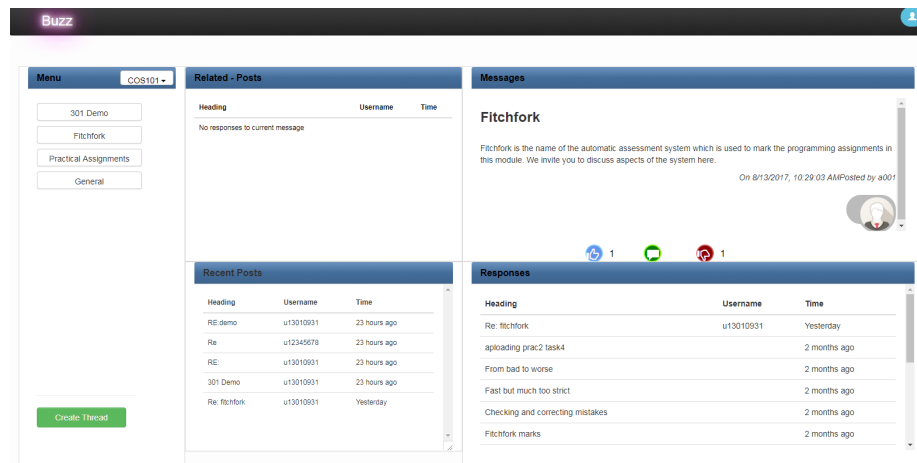 Buzz
Menu
COS101
301 Demo
Fitchfork
Practical Assignments
General
Create Thread
Related - Posts
Heading Username Time
No responses to current message
Recent Posts
Heading Username Time
RE:demo u13010931 23 hours ago
Re u12345678 23 hours ago
RE: u13010931 23 hours ago
301 Demo u13010931 23 hours ago
Re: fitchfork u13010931 Yesterday
Messages
Fitchfork
Fitchfork is the name of the automatic assessment system which is used to mark the programming assignments in
this module. We invite you to discuss aspects of the system here.
On 8/13/2017, 10:29:03 AMPosted by a001
1 1
Responses
Heading Username Time
Re: fitchfork u13010931 Yesterday
aploading prac2 task4 2 months ago
From bad to worse 2 months ago
Fast but much too strict 2 months ago
Checking and correcting mistakes 2 months ago
Fitchfork marks 2 months ago